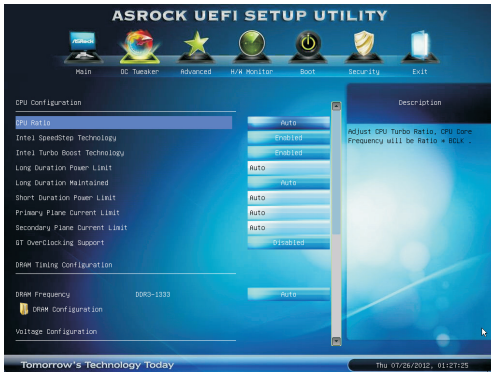 ASROCK UEFI SETUP UTILITY
ASRock
Main OC Tweaker Advanced H/W Monitor Boot Security Exit
CPU Configuration
Description
CPU Ratio Auto
Adjust CPU Turbo Ratio, CPU Core
Frequency will be Ratio * BCLK .
Intel SpeedStep Technology Enabled
Intel Turbo Boost Technology Enabled
Long Duration Power Limit Auto
Long Duration Maintained Auto
Short Duration Power Limit Auto
Primary Plane Current Limit Auto
Secondary Plane Current Limit Auto
GT OverClocking Support Disabled
DRAM Timing Configuration
DRAM Frequency DDR3-1333 Auto
DRAM Configuration
Voltage Configuration
Tomorrow's Technology Today
Thu 07/26/2012, 01:27:25